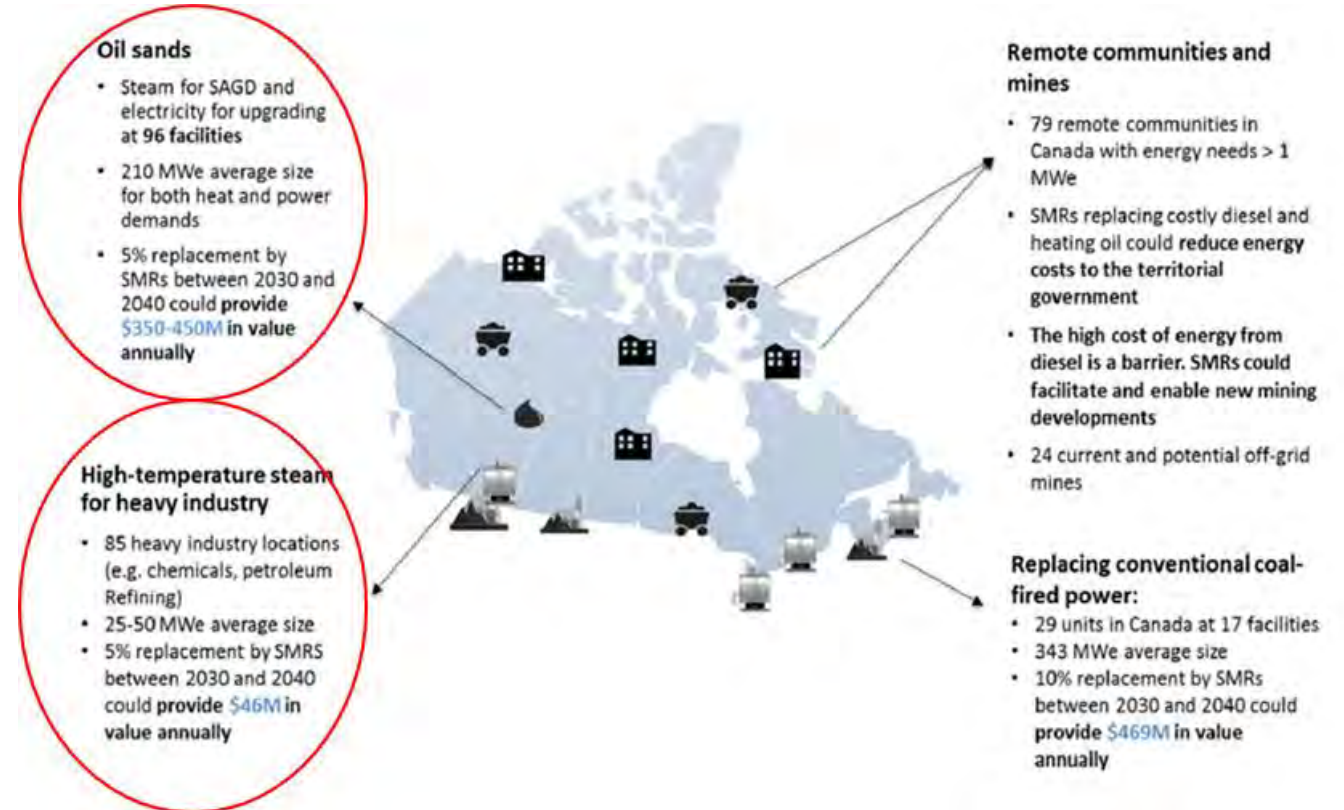 Oil sands
• Steam for SAGD and
electricity for upgrading
at 96 facilities
• 210 MWe average size
for both heat and power
demands
• 5% replacement by
SMRs between 2030 and
2040 could provide
$350-450M in value
annually
High-temperature steam
for heavy industry
• 85 heavy industry locations
(e.g. chemicals, petroleum
Refining)
• 25-50 MWe average size
• 5% replacement by SMRS
between 2030 and 2040
could provide $46M in
value annually
Remote communities and
mines
• 79 remote communities in
Canada with energy needs > 1
MWe
• SMRs replacing costly diesel and
heating oil could reduce energy
costs to the territorial
government
• The high cost of energy from
diesel is a barrier. SMRs could
facilitate and enable new mining
developments
• 24 current and potential off-grid
mines
Replacing conventional coal-
fired power:
• 29 units in Canada at 17 facilities
• 343 MWe average size
• 10% replacement by SMRs
between 2030 and 2040 could
provide $469M in value
annually